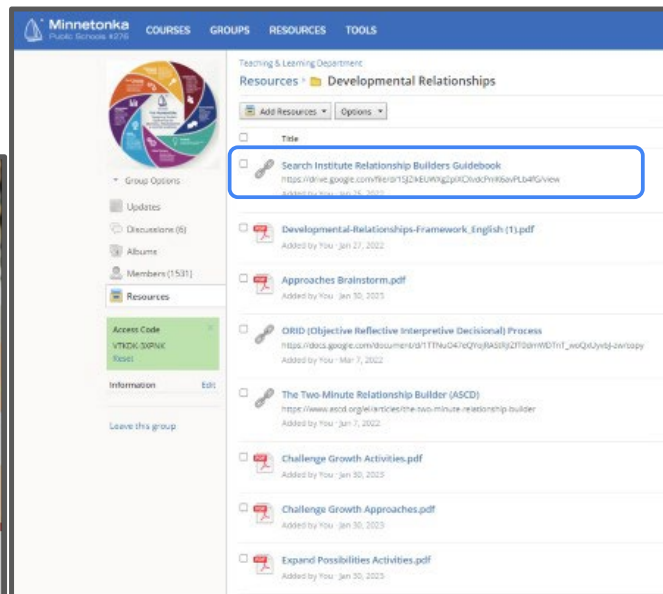 Minnetonka
Public Schools #276
COURSES GROUPS RESOURCES TOOLS
Teaching & Learning Department
Resources Developmental Relationships
Add Resources Options
Title
Search Institute Relationship Builders Guidebook
Added by You · Jan 26, 2022
Group Options
Updates
Discussions (6)
Albums
Members (1531)
Resources
Access Code
Reset
Information Edit
Leave this group
Developmental-Relationships-Framework_English (1).pdf
Added by You · Jan 27, 2022
Approaches Brainstorm.pdf
Added by You · Jan 30, 2023
ORID (Objective Reflective Interpretive Decisional) Process
Added by You · Mar 7, 2022
The Two-Minute Relationship Builder (ASCD)
https://www.ascd.org/el/articles/the-two-minute-relationship-builder
Added by You · Jun 7, 2022
Challenge Growth Activities.pdf
Added by You · Jan 30, 2023
Challenge Growth Approaches.pdf
Added by You · Jan 30, 2023
Expand Possibilities Activities.pdf
Added by You · Jan 30, 2023